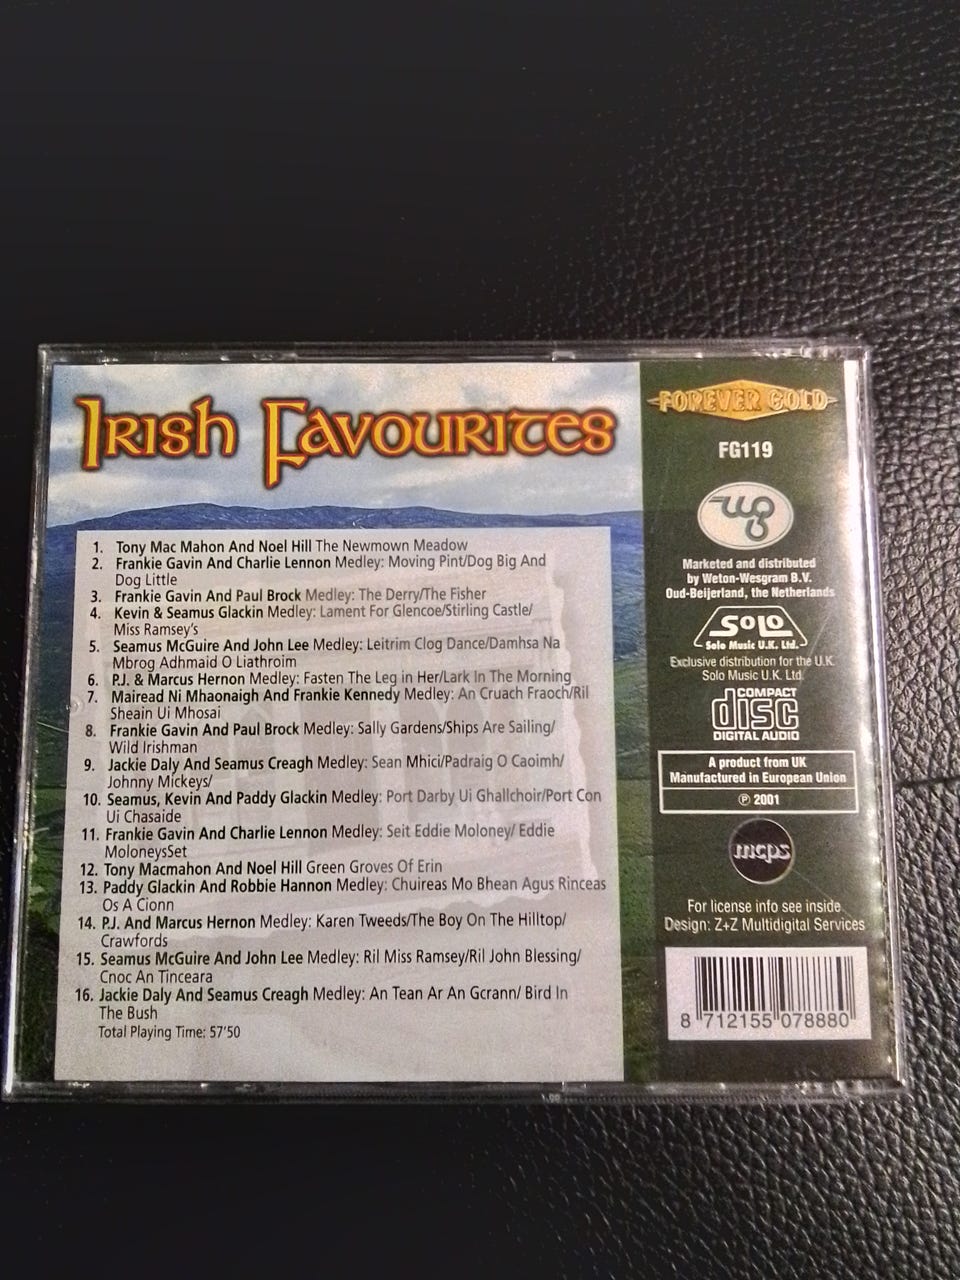 Irish Favourites
1. Tony Mac Mahon And Noel Hill The Newmown Meadow
2. Frankie Gavin And Charlie Lennon Medley: Moving Pint/Dog Big And
Dog Little
3. Frankie Gavin And Paul Brock Medley: The Derry/The Fisher
4. Kevin & Seamus Glackin Medley: Lament For Glencoe/Stirling Castle/
Miss Ramsey's
5. Seamus McGuire And John Lee Medley: Leitrim Clog Dance/Damhsa Na
Mbrog Adhmaid O Liathroim
6. P.J. & Marcus Hernon Medley: Fasten The Leg in Her/Lark In The Morning
7. Mairead Ni Mhaonaigh And Frankie Kennedy Medley: An Cruach Fraoch/Ril
Sheain Ui Mhosai
8. Frankie Gavin And Paul Brock Medley: Sally Gardens/Ships Are Sailing/
Wild Irishman
9. Jackie Daly And Seamus Creagh Medley: Sean Mhici/Padraig O Caoimh/
Johnny Mickeys/
10. Seamus, Kevin And Paddy Glackin Medley: Port Darby Ui Ghallchoir/Port Con
Ui Chasaide
11. Frankie Gavin And Charlie Lennon Medley: Seit Eddie Moloney/ Eddie
MoloneysSet
12. Tony Macmahon And Noel Hill Green Groves Of Erin
13. Paddy Glackin And Robbie Hannon Medley: Chuireas Mo Bhean Agus Rinceas
Os A Cionn
14. P.J. And Marcus Hernon Medley: Karen Tweeds/The Boy On The Hilltop/
Crawfords
15. Seamus McGuire And John Lee Medley: Ril Miss Ramsey/Ril John Blessing/
Cnoc An Tinceara
16. Jackie Daly And Seamus Creagh Medley: An Tean Ar An Gcrann/ Bird In
The Bush
Total Playing Time: 57'50
FOREVER GOLD
FG119
wg
Marketed and distributed
by Weton-Wesgram B.V.
Oud-Beijerland, the Netherlands
SOLO
Solo Music U.K. Ltd.
Exclusive distribution for the U.K.
Solo Music U.K. Ltd
COMPACT
disc
DIGITAL AUDIO
A product from UK
Manufactured in European Union
℗ 2001
mcps
For license info see inside.
Design: Z+Z Multidigital Services
8 712155 078880